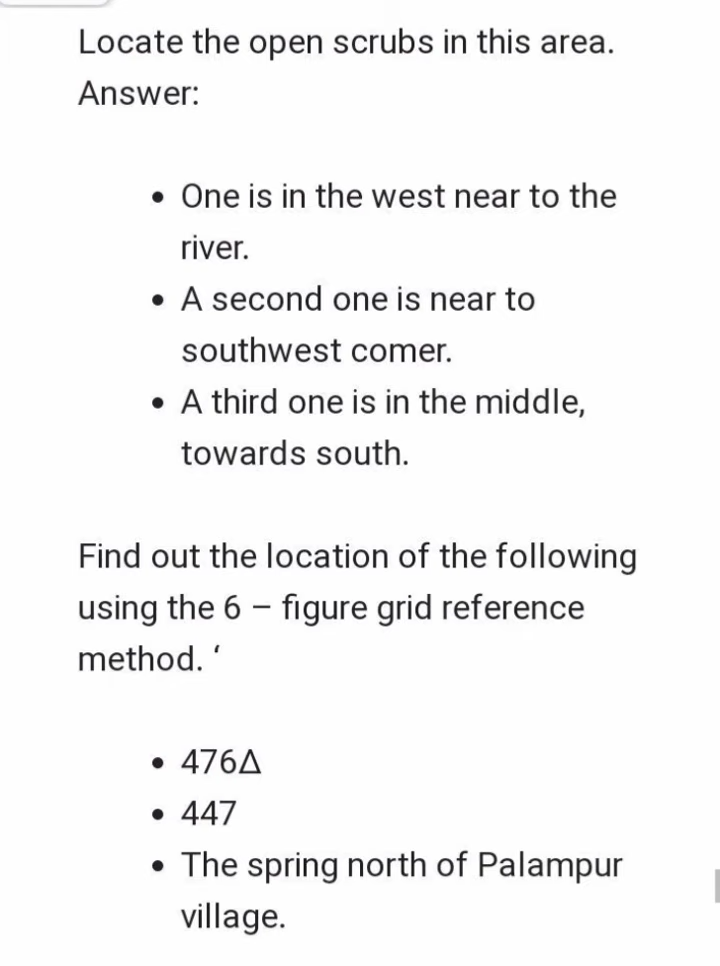 Locate the open scrubs in this area.
Answer:
• One is in the west near to the
river.
• A second one is near to
southwest comer.
• A third one is in the middle,
towards south.
Find out the location of the following
using the 6 – figure grid reference
method. ‘
• 476Δ
• 447
• The spring north of Palampur
village.